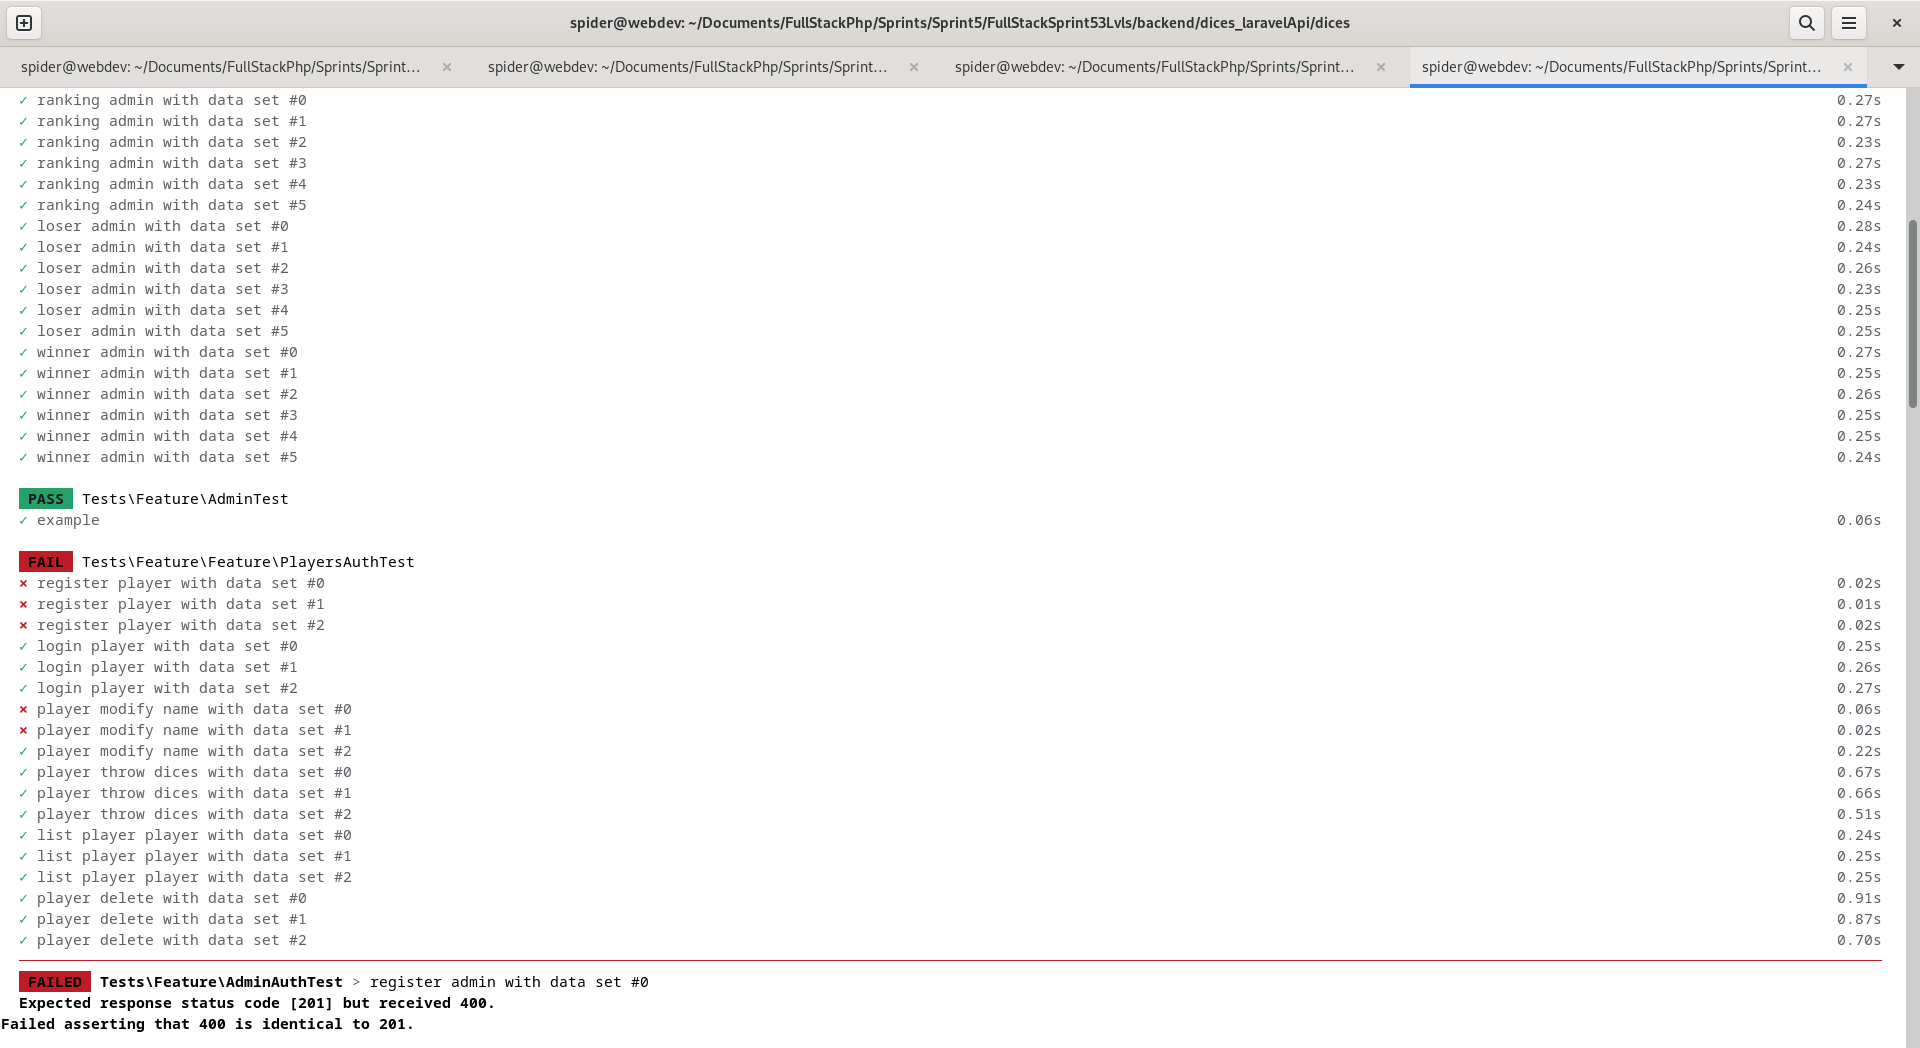 spider@webdev: ~/Documents/FullStackPhp/Sprints/Sprint5/FullStackSprint53Lvls/backend/dices_laravelApi/dices
spider@webdev: ~/Documents/FullStackPhp/Sprints/Sprint… × spider@webdev: ~/Documents/FullStackPhp/Sprints/Sprint… × spider@webdev: ~/Documents/FullStackPhp/Sprints/Sprint… × spider@webdev: ~/Documents/FullStackPhp/Sprints/Sprint… ×
✓ ranking admin with data set #0 0.27s
✓ ranking admin with data set #1 0.27s
✓ ranking admin with data set #2 0.23s
✓ ranking admin with data set #3 0.27s
✓ ranking admin with data set #4 0.23s
✓ ranking admin with data set #5 0.24s
✓ loser admin with data set #0 0.28s
✓ loser admin with data set #1 0.24s
✓ loser admin with data set #2 0.26s
✓ loser admin with data set #3 0.23s
✓ loser admin with data set #4 0.25s
✓ loser admin with data set #5 0.25s
✓ winner admin with data set #0 0.27s
✓ winner admin with data set #1 0.25s
✓ winner admin with data set #2 0.26s
✓ winner admin with data set #3 0.25s
✓ winner admin with data set #4 0.25s
✓ winner admin with data set #5 0.24s
PASS Tests\Feature\AdminTest
✓ example 0.06s
FAIL Tests\Feature\Feature\PlayersAuthTest
× register player with data set #0 0.02s
× register player with data set #1 0.01s
× register player with data set #2 0.02s
✓ login player with data set #0 0.25s
✓ login player with data set #1 0.26s
✓ login player with data set #2 0.27s
× player modify name with data set #0 0.06s
× player modify name with data set #1 0.02s
✓ player modify name with data set #2 0.22s
✓ player throw dices with data set #0 0.67s
✓ player throw dices with data set #1 0.66s
✓ player throw dices with data set #2 0.51s
✓ list player player with data set #0 0.24s
✓ list player player with data set #1 0.25s
✓ list player player with data set #2 0.25s
✓ player delete with data set #0 0.91s
✓ player delete with data set #1 0.87s
✓ player delete with data set #2 0.70s
FAILED Tests\Feature\AdminAuthTest > register admin with data set #0
Expected response status code [201] but received 400.
Failed asserting that 400 is identical to 201.